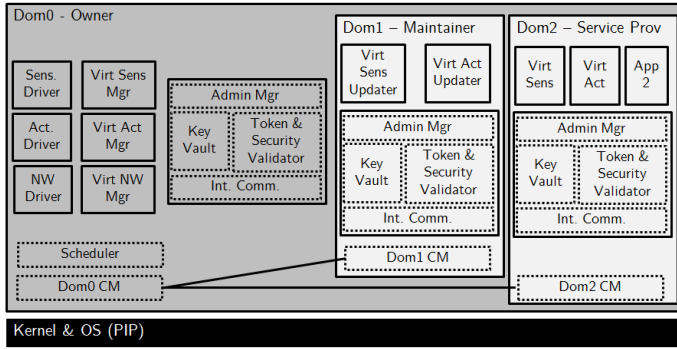 Dom0 - Owner
Sens.
Driver
Virt Sens
Mgr
Act.
Driver
Virt Act
Mgr
NW
Driver
Virt NW
Mgr
Admin Mgr
Key
Vault
Token &
Security
Validator
Int. Comm.
Scheduler
Dom0 CM
Dom1 – Maintainer
Virt
Sens
Updater
Virt Act
Updater
Admin Mgr
Key
Vault
Token &
Security
Validator
Int. Comm.
Dom1 CM
Dom2 – Service Prov
Virt
Sens
Virt
Act
App
2
Admin Mgr
Key
Vault
Token &
Security
Validator
Int. Comm.
Dom2 CM
Kernel & OS (PIP)